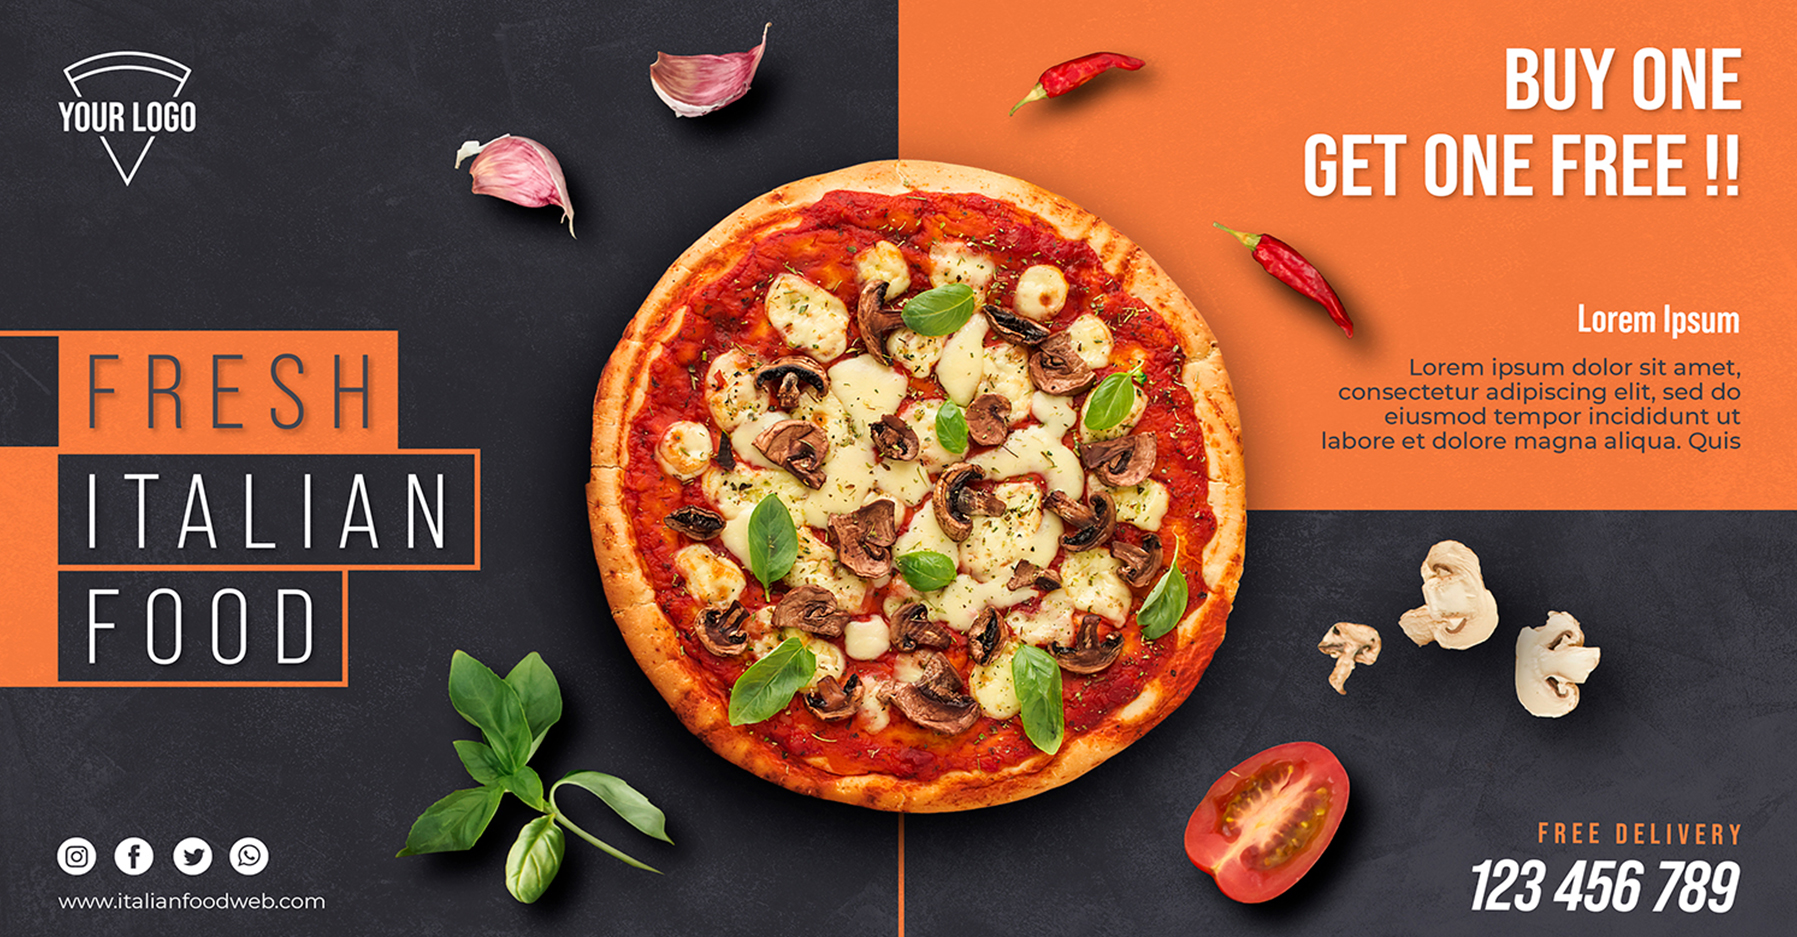 YOUR LOGO
FRESH
ITALIAN
FOOD
www.italianfoodweb.com
BUY ONE
GET ONE FREE !!
Lorem Ipsum
Lorem ipsum dolor sit amet,
consectetur adipiscing elit, sed do
eiusmod tempor incididunt ut
labore et dolore magna aliqua. Quis
FREE DELIVERY
123 456 789